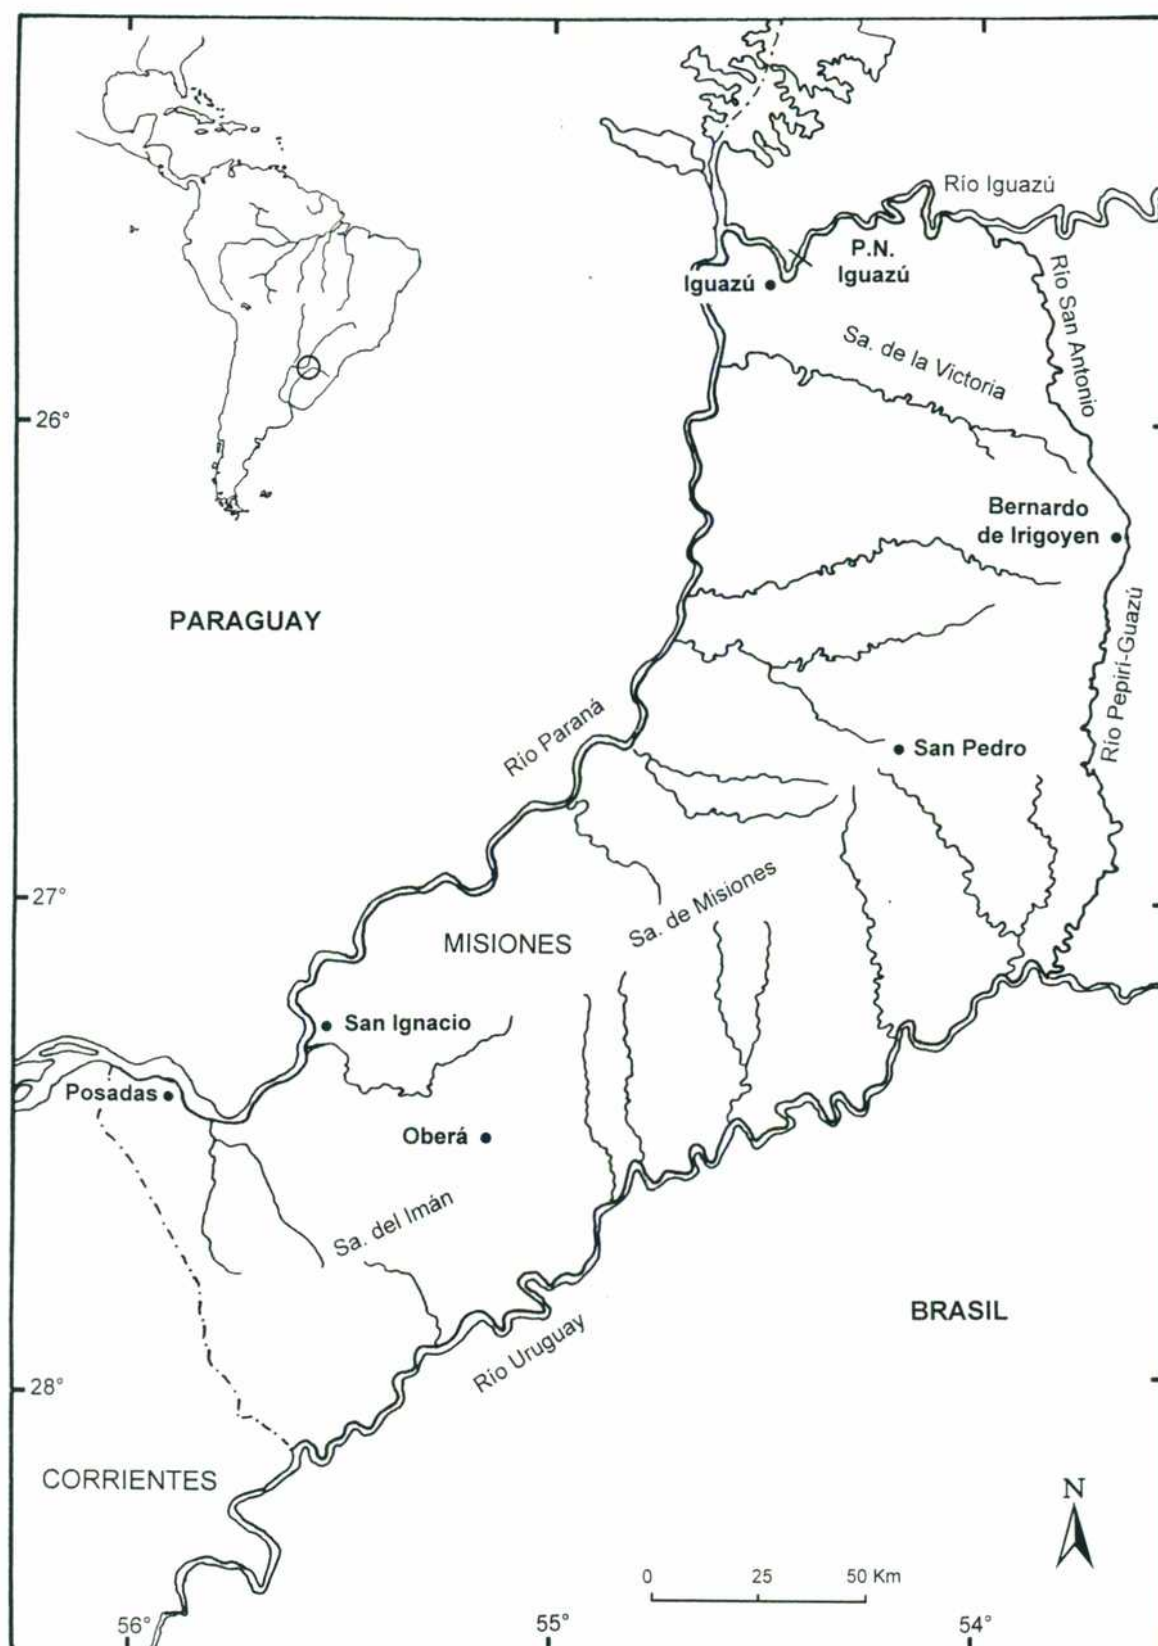 Río Iguazú
P.N.
Iguazú
Iguazú
Río San Antonio
Sa. de la Victoria
26°
Bernardo
de Irigoyen
PARAGUAY
Río Pepirí-Guazú
Río Paraná
San Pedro
27°
Sa. de Misiones
MISIONES
San Ignacio
Posadas
Oberá
Sa. del Imán
BRASIL
Río Uruguay
28°
CORRIENTES
N
0 25 50 Km
56° 55° 54°